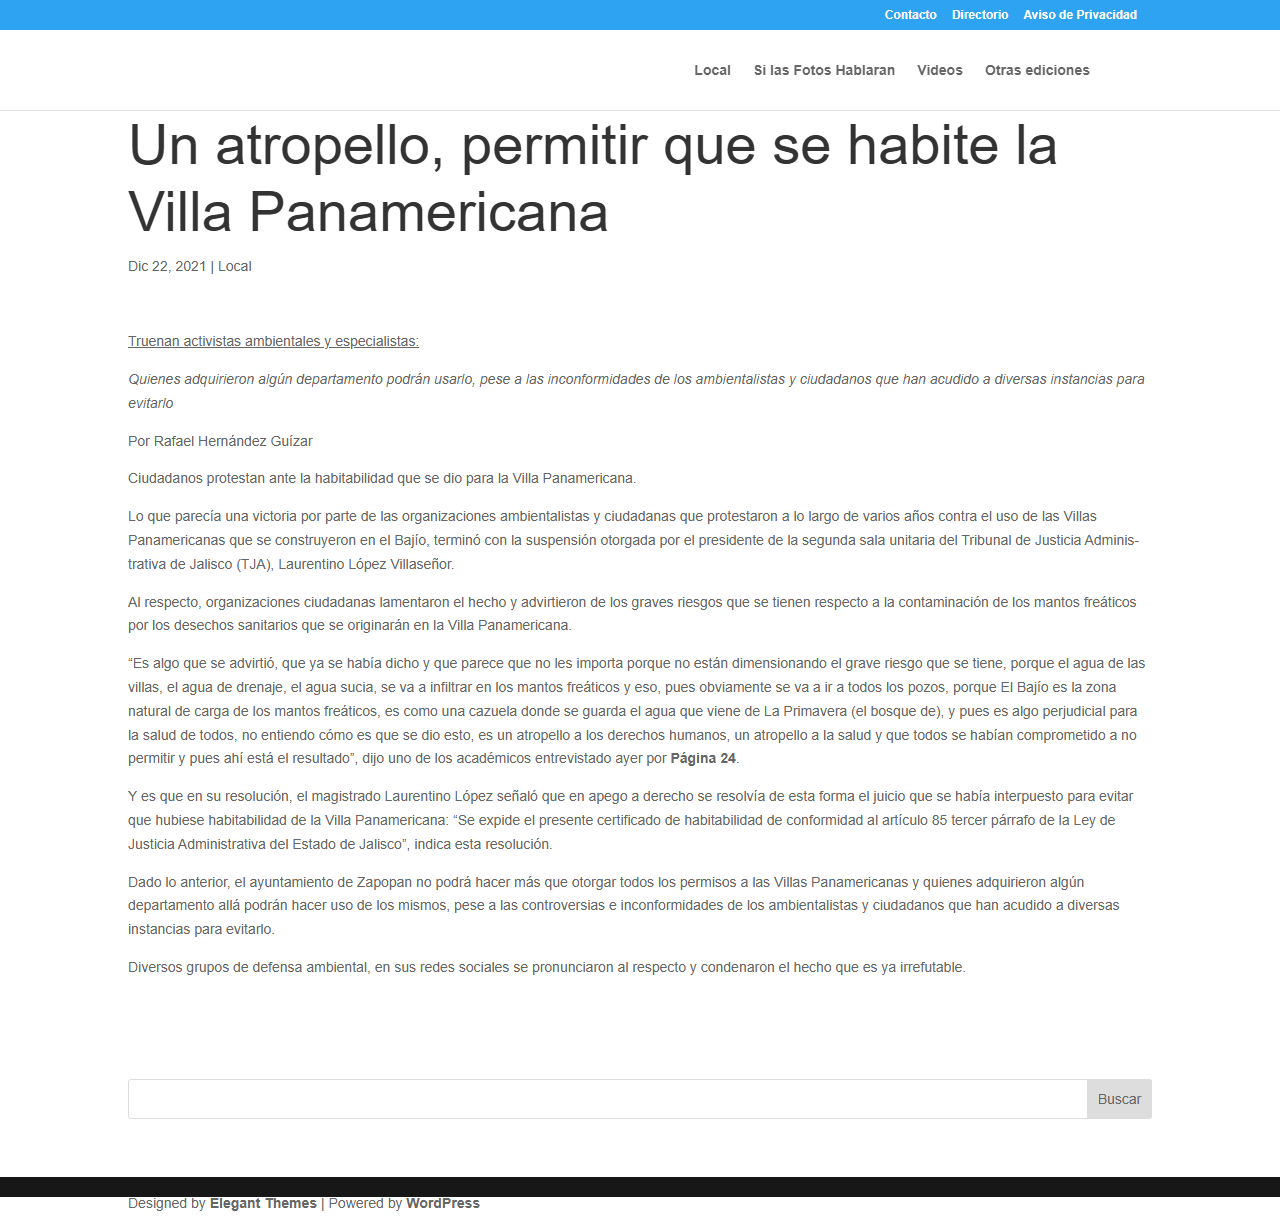 Contacto Directorio Aviso de Privacidad
Local Si las Fotos Hablaran Videos Otras ediciones
Un atropello, permitir que se habite la
Villa Panamericana
Dic 22, 2021 | Local
Truenan activistas ambientales y especialistas:
Quienes adquirieron algún departamento podrán usarlo, pese a las inconformidades de los ambientalistas y ciudadanos que han acudido a diversas instancias para
evitarlo
Por Rafael Hernández Guízar
Ciudadanos protestan ante la habitabilidad que se dio para la Villa Panamericana.
Lo que parecía una victoria por parte de las organizaciones ambientalistas y ciudadanas que protestaron a lo largo de varios años contra el uso de las Villas
Panamericanas que se construyeron en el Bajío, terminó con la suspensión otorgada por el presidente de la segunda sala unitaria del Tribunal de Justicia Adminis-
trativa de Jalisco (TJA), Laurentino López Villaseñor.
Al respecto, organizaciones ciudadanas lamentaron el hecho y advirtieron de los graves riesgos que se tienen respecto a la contaminación de los mantos freáticos
por los desechos sanitarios que se originarán en la Villa Panamericana.
“Es algo que se advirtió, que ya se había dicho y que parece que no les importa porque no están dimensionando el grave riesgo que se tiene, porque el agua de las
villas, el agua de drenaje, el agua sucia, se va a infiltrar en los mantos freáticos y eso, pues obviamente se va a ir a todos los pozos, porque El Bajío es la zona
natural de carga de los mantos freáticos, es como una cazuela donde se guarda el agua que viene de La Primavera (el bosque de), y pues es algo perjudicial para
la salud de todos, no entiendo cómo es que se dio esto, es un atropello a los derechos humanos, un atropello a la salud y que todos se habían comprometido a no
permitir y pues ahí está el resultado”, dijo uno de los académicos entrevistado ayer por Página 24.
Y es que en su resolución, el magistrado Laurentino López señaló que en apego a derecho se resolvía de esta forma el juicio que se había interpuesto para evitar
que hubiese habitabilidad de la Villa Panamericana: “Se expide el presente certificado de habitabilidad de conformidad al artículo 85 tercer párrafo de la Ley de
Justicia Administrativa del Estado de Jalisco”, indica esta resolución.
Dado lo anterior, el ayuntamiento de Zapopan no podrá hacer más que otorgar todos los permisos a las Villas Panamericanas y quienes adquirieron algún
departamento allá podrán hacer uso de los mismos, pese a las controversias e inconformidades de los ambientalistas y ciudadanos que han acudido a diversas
instancias para evitarlo.
Diversos grupos de defensa ambiental, en sus redes sociales se pronunciaron al respecto y condenaron el hecho que es ya irrefutable.
Buscar
Designed by Elegant Themes | Powered by WordPress